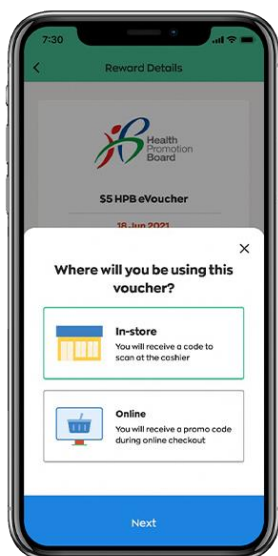 7:30
Reward Details
Health
Promotion
Board
S5 HPB eVoucher
18 Jun 2021
Where will you be using this
voucher?
In-store
You will receive a code to
scan at the cashier
Online
You will receive a promo code
during online checkout
Next